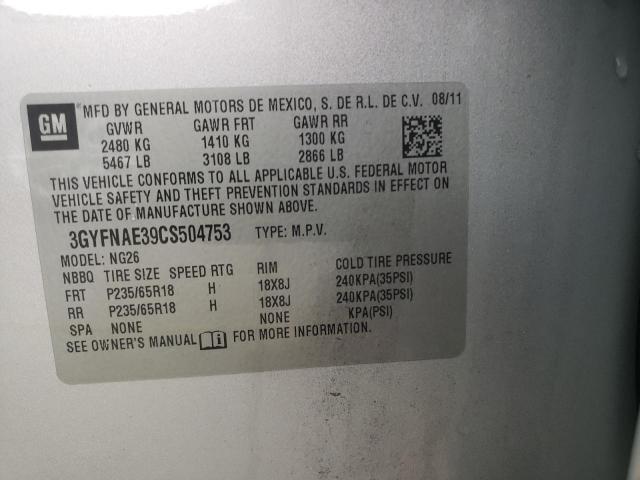 GM
MFD BY GENERAL MOTORS DE MEXICO, S. DE R.L. DE C.V. 08/11
GVWR GAWR FRT GAWR RR
2480 KG 1410 KG 1300 KG
5467 LB 3108 LB 2866 LB
THIS VEHICLE CONFORMS TO ALL APPLICABLE U.S. FEDERAL MOTOR
VEHICLE SAFETY AND THEFT PREVENTION STANDARDS IN EFFECT ON
THE DATE OF MANUFACTURE SHOWN ABOVE.
3GYFNAE39CS504753 TYPE: M.P.V.
MODEL: NG26
NBBQ TIRE SIZE SPEED RTG RIM COLD TIRE PRESSURE
FRT P235/65R18 H 18X8J 240KPA(35PSI)
RR P235/65R18 H 18X8J 240KPA(35PSI)
SPA NONE NONE KPA(PSI)
SEE OWNER'S MANUAL FOR MORE INFORMATION.